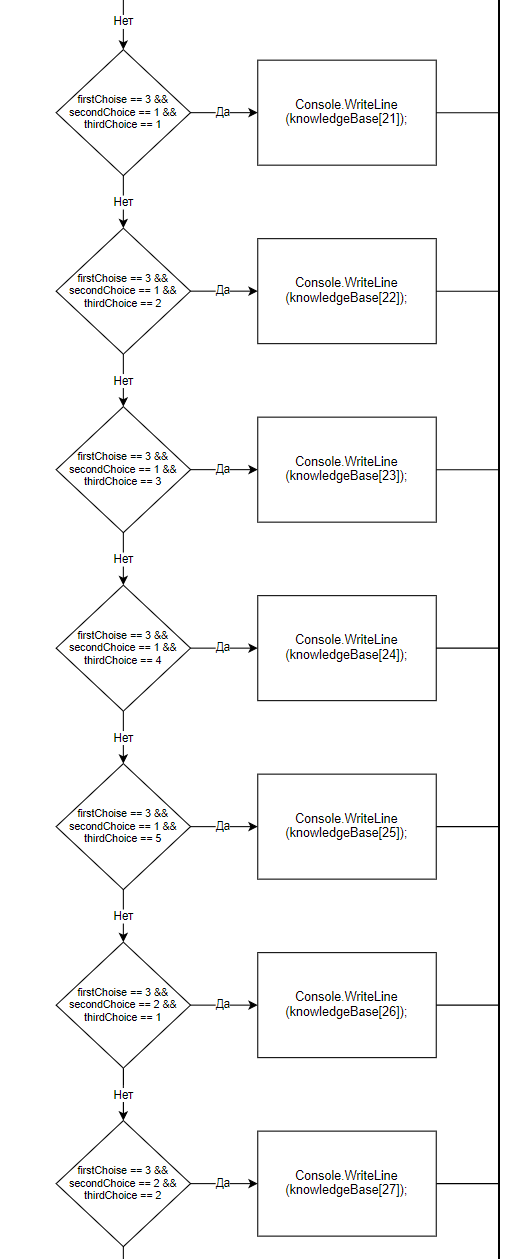 Нет
firstChoise == 3 &&
secondChoice == 1 &&
thirdChoice == 1
Да
Console.WriteLine
(knowledgeBase[21]);
Нет
firstChoise == 3 &&
secondChoice == 1 &&
thirdChoice == 2
Да
Console.WriteLine
(knowledgeBase[22]);
Нет
firstChoise == 3 &&
secondChoice == 1 &&
thirdChoice == 3
Да
Console.WriteLine
(knowledgeBase[23]);
Нет
firstChoise == 3 &&
secondChoice == 1 &&
thirdChoice == 4
Да
Console.WriteLine
(knowledgeBase[24]);
Нет
firstChoise == 3 &&
secondChoice == 1 &&
thirdChoice == 5
Да
Console.WriteLine
(knowledgeBase[25]);
Нет
firstChoise == 3 &&
secondChoice == 2 &&
thirdChoice == 1
Да
Console.WriteLine
(knowledgeBase[26]);
Нет
firstChoise == 3 &&
secondChoice == 2 &&
thirdChoice == 2
Да
Console.WriteLine
(knowledgeBase[27]);